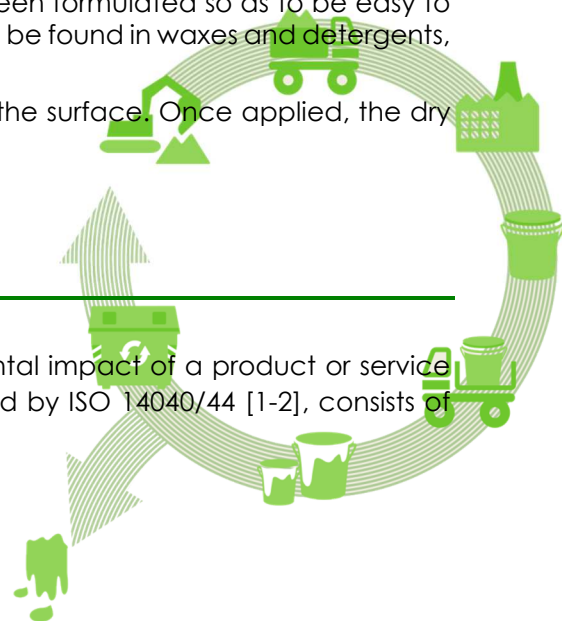 een formulated so as to be easy to
be found in waxes and detergents,
the surface. Once applied, the dry
ntal impact of a product or service
d by ISO 14040/44 [1-2], consists of